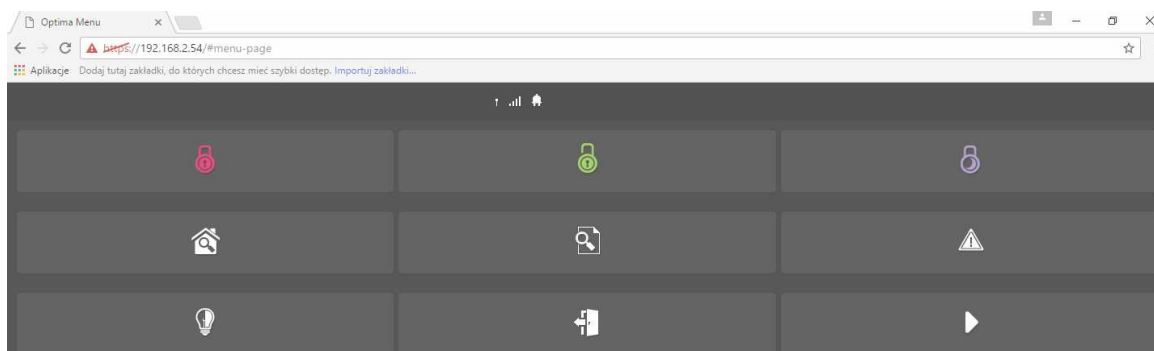 Optima Menu
https://192.168.2.54/#menu-page
Aplikacje Dodaj tutaj zakładki, do których chcesz mieć szybki dostęp. Importuj zakładki...